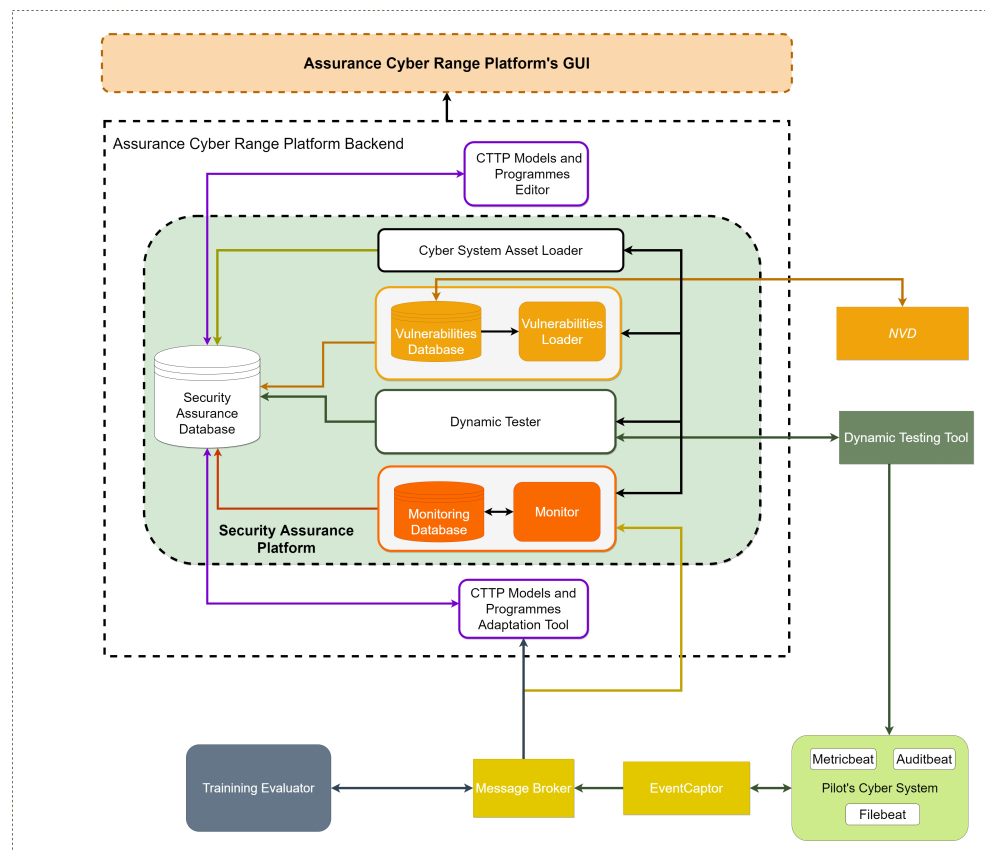 Assurance Cyber Range Platform's GUI
Assurance Cyber Range Platform Backend
CTTP Models and
Programmes
Editor
Cyber System Asset Loader
Vulnerabilities
Database
Vulnerabilities
Loader
NVD
Security
Assurance
Database
Dynamic Tester
Dynamic Testing Tool
Monitoring
Database
Monitor
Security Assurance
Platform
CTTP Models and
Programmes
Adaptation Tool
Trainining Evaluator
Message Broker
EventCaptor
Metricbeat
Auditbeat
Pilot's Cyber System
Filebeat